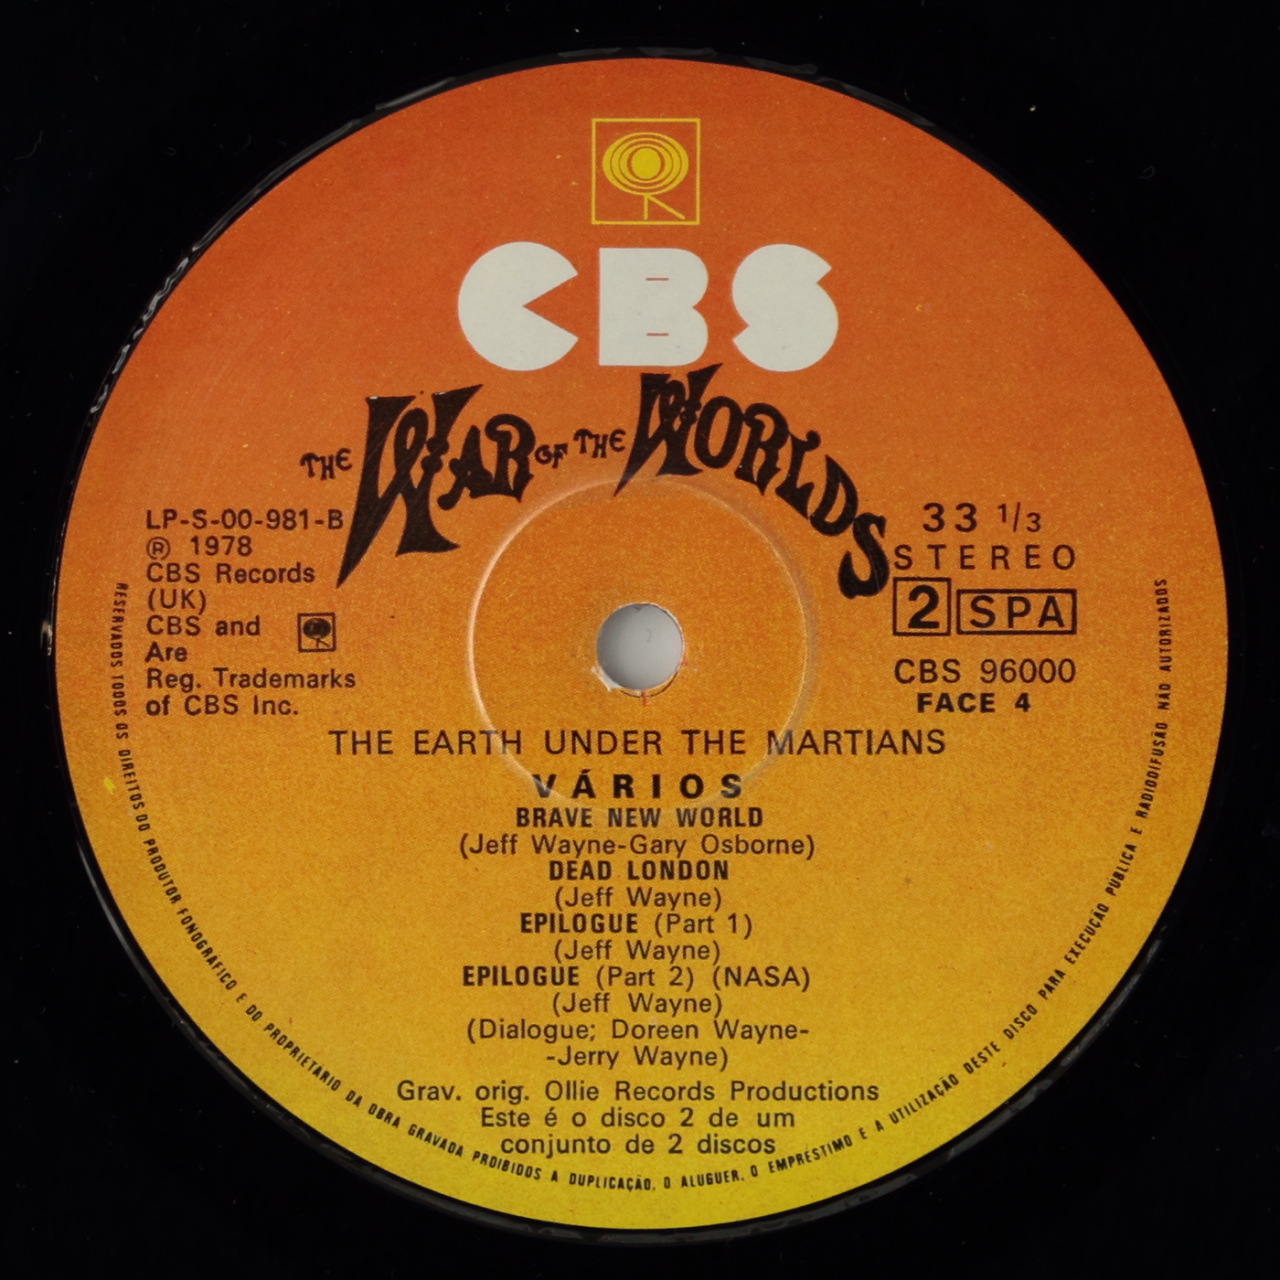 CBS
THE WAR OF THE WORLDS
LP-S-00-981-B
Ⓟ 1978
CBS Records
(UK)
CBS and
Are
Reg. Trademarks
of CBS Inc.
33 1/3
STEREO
2 SPA
CBS 96000
FACE 4
THE EARTH UNDER THE MARTIANS
VÁRIOS
BRAVE NEW WORLD
(Jeff Wayne-Gary Osborne)
DEAD LONDON
(Jeff Wayne)
EPILOGUE (Part 1)
(Jeff Wayne)
EPILOGUE (Part 2) (NASA)
(Jeff Wayne)
(Dialogue; Doreen Wayne-
-Jerry Wayne)
Grav. orig. Ollie Records Productions
Este é o disco 2 de um
conjunto de 2 discos
RESERVADOS TODOS OS DIREITOS DO PRODUTOR FONOGRÁFICO E DO PROPRIETARIO DA OBRA GRAVADA PROIBIDOS A DUPLICAÇÃO, O ALUGUER, O EMPRÉSTIMO E A UTILIZAÇÃO DESTE DISCO PARA EXECUÇÃO PUBLICA E RADIODIFUSÃO NÃO AUTORIZADOS